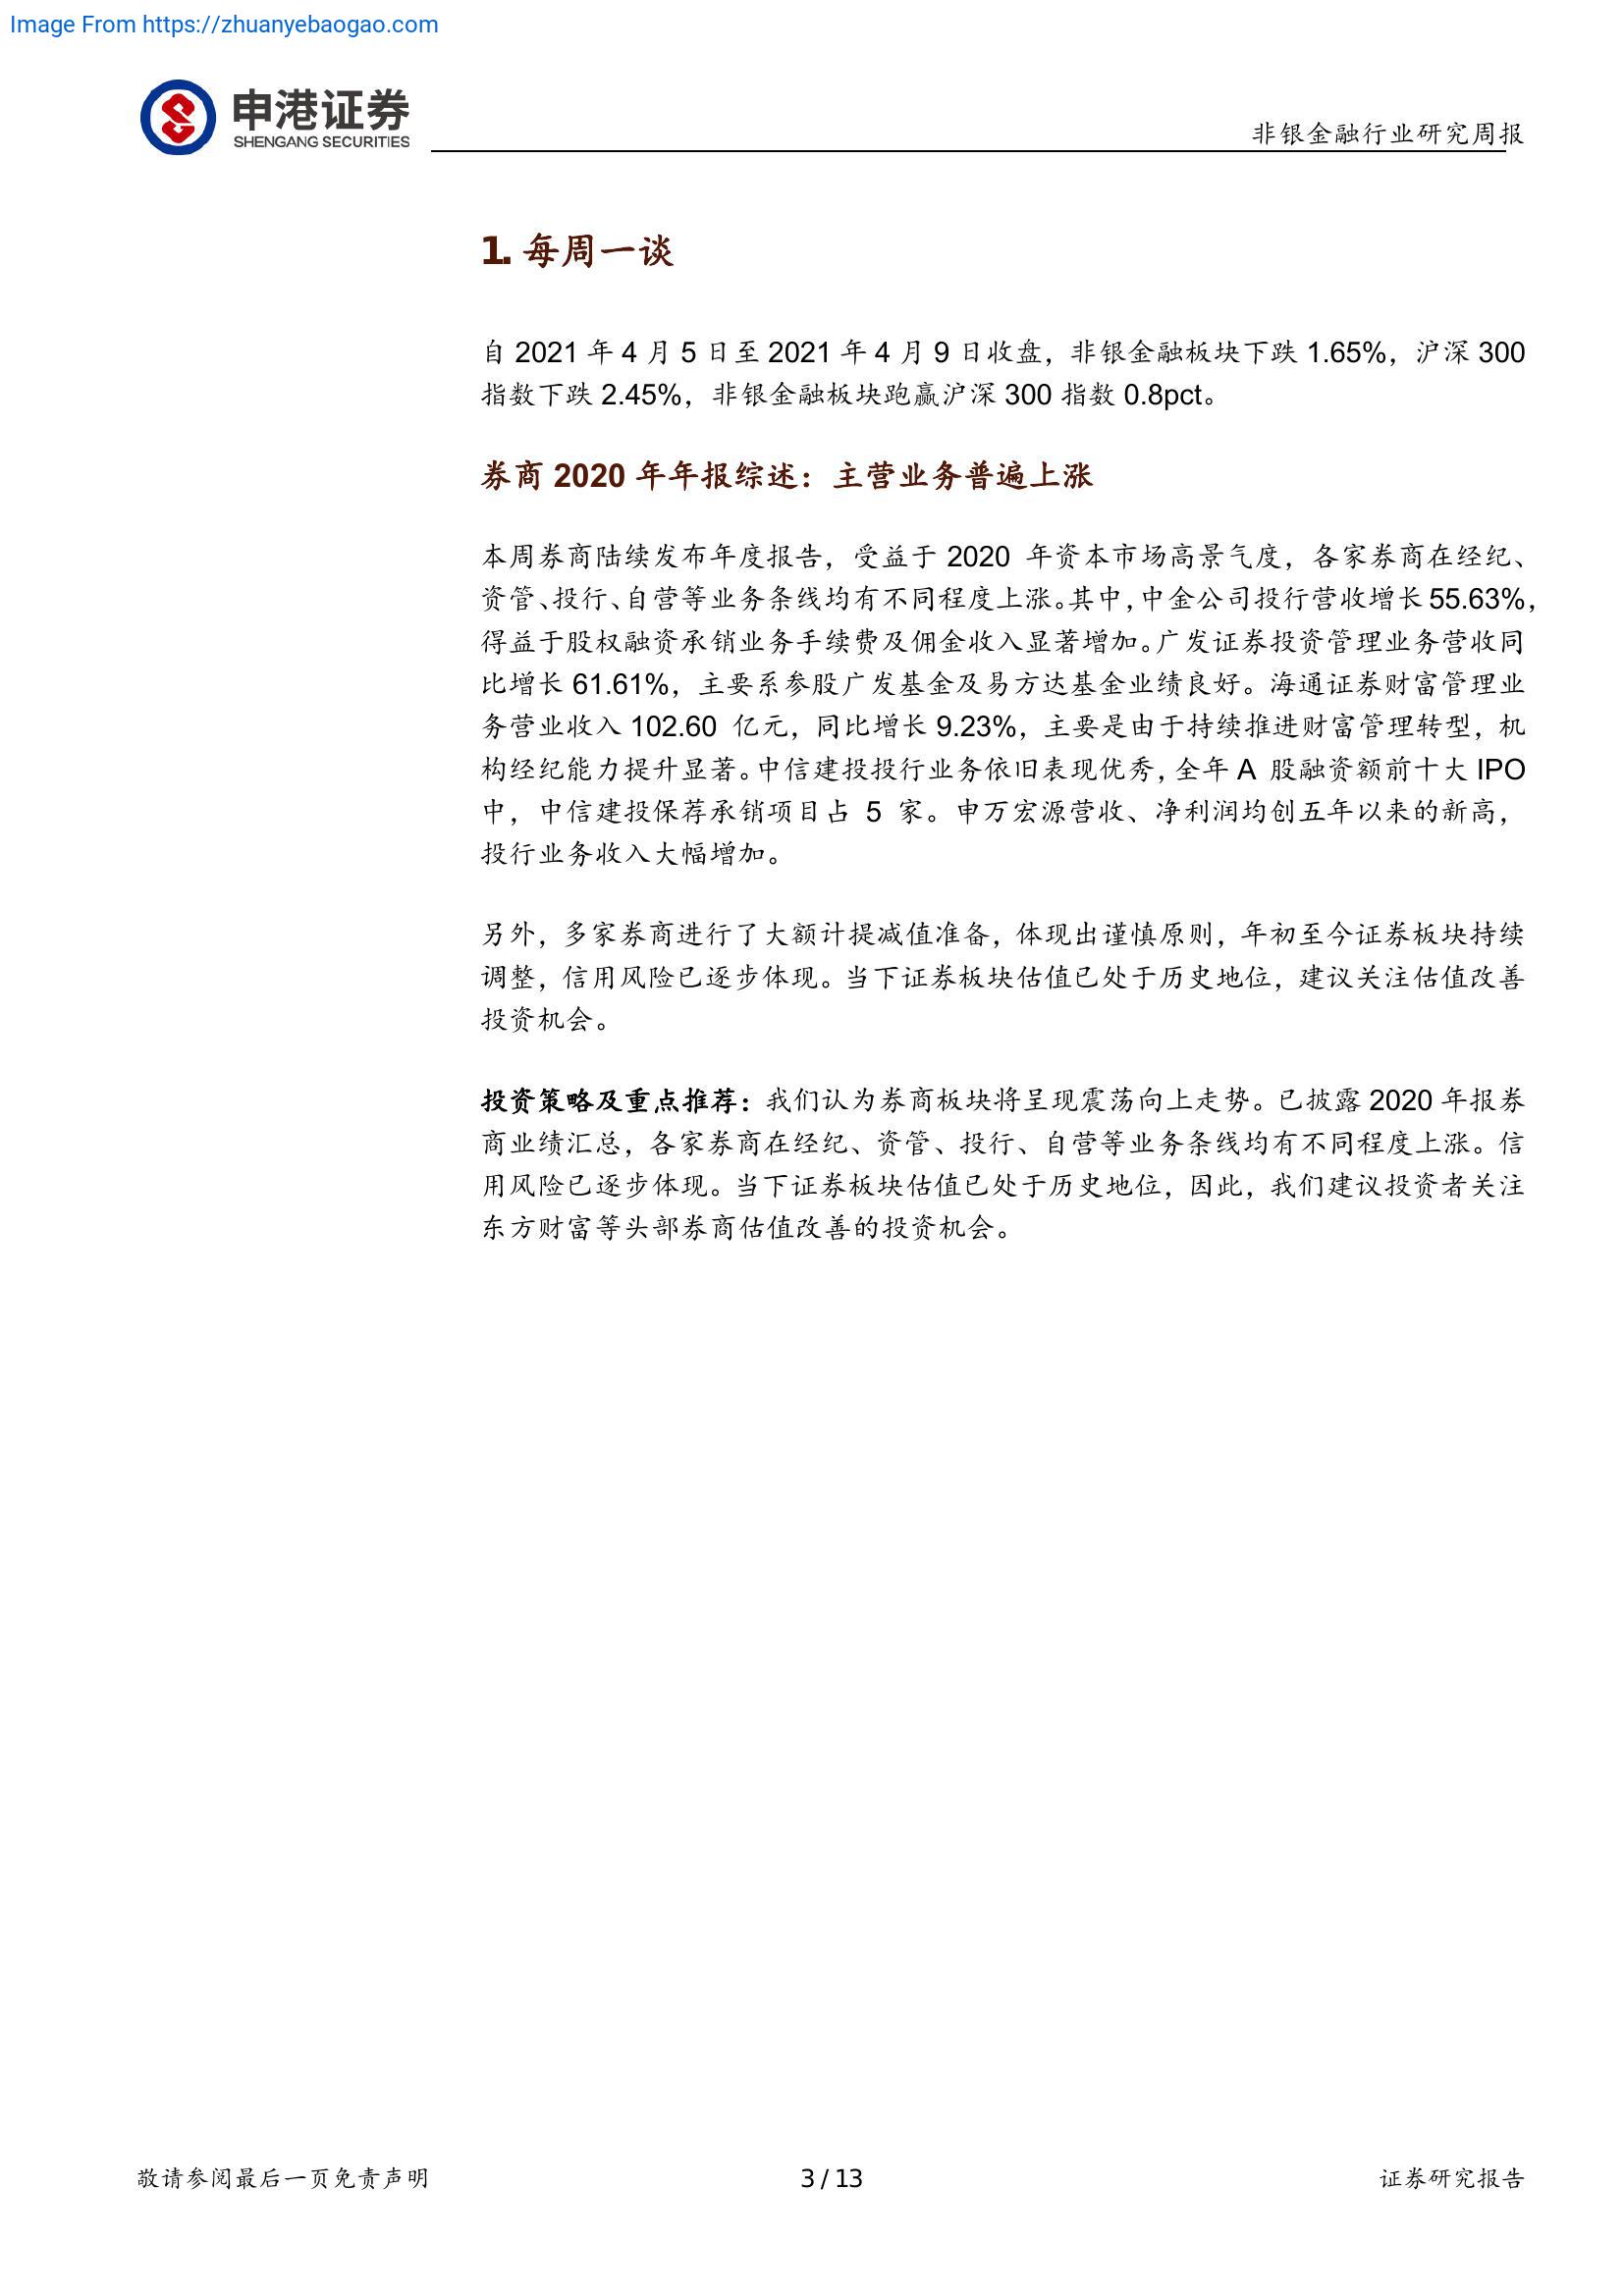 Image From https://zhuanyebaogao.com
申港证券
SHENGANG SECURITIES
非银金融行业研究周报
1. 每周一谈
自 2021 年 4 月 5 日至 2021 年 4 月 9 日收盘，非银金融板块下跌 1.65%，沪深 300
指数下跌 2.45%，非银金融板块跑赢沪深 300 指数 0.8pct。
券商 2020 年年报综述：主营业务普遍上涨
本周券商陆续发布年度报告，受益于 2020 年资本市场高景气度，各家券商在经纪、
资管、投行、自营等业务条线均有不同程度上涨。其中，中金公司投行营收增长 55.63%，
得益于股权融资承销业务手续费及佣金收入显著增加。广发证券投资管理业务营收同
比增长 61.61%，主要系参股广发基金及易方达基金业绩良好。海通证券财富管理业
务营业收入 102.60 亿元，同比增长 9.23%，主要是由于持续推进财富管理转型，机
构经纪能力提升显著。中信建投投行业务依旧表现优秀，全年 A 股融资额前十大 IPO
中，中信建投保荐承销项目占 5 家。申万宏源营收、净利润均创五年以来的新高，
投行业务收入大幅增加。
另外，多家券商进行了大额计提减值准备，体现出谨慎原则，年初至今证券板块持续
调整，信用风险已逐步体现。当下证券板块估值已处于历史地位，建议关注估值改善
投资机会。
投资策略及重点推荐：我们认为券商板块将呈现震荡向上走势。已披露 2020 年报券
商业绩汇总，各家券商在经纪、资管、投行、自营等业务条线均有不同程度上涨。信
用风险已逐步体现。当下证券板块估值已处于历史地位，因此，我们建议投资者关注
东方财富等头部券商估值改善的投资机会。
敬请参阅最后一页免责声明
3 / 13
证券研究报告